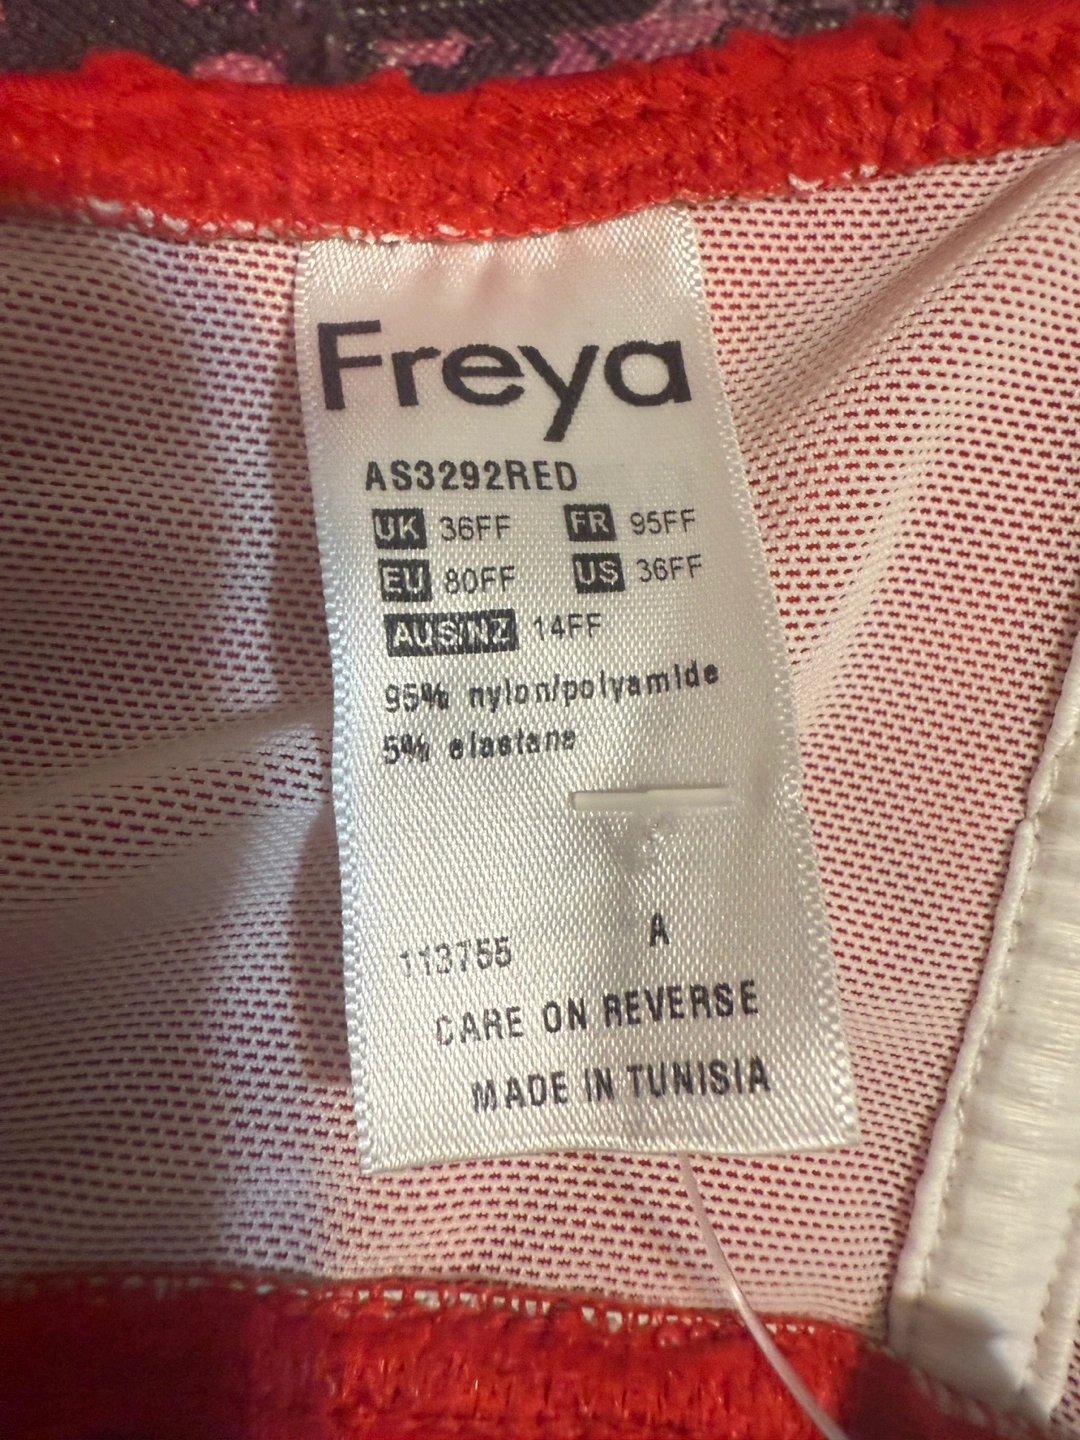 Freya
AS3292RED
UK 36FF FR 95FF
EU 80FF US 36FF
AUS/NZ 14FF
95% nylon/polyamide
5% elastane
A
113755
CARE ON REVERSE
MADE IN TUNISIA